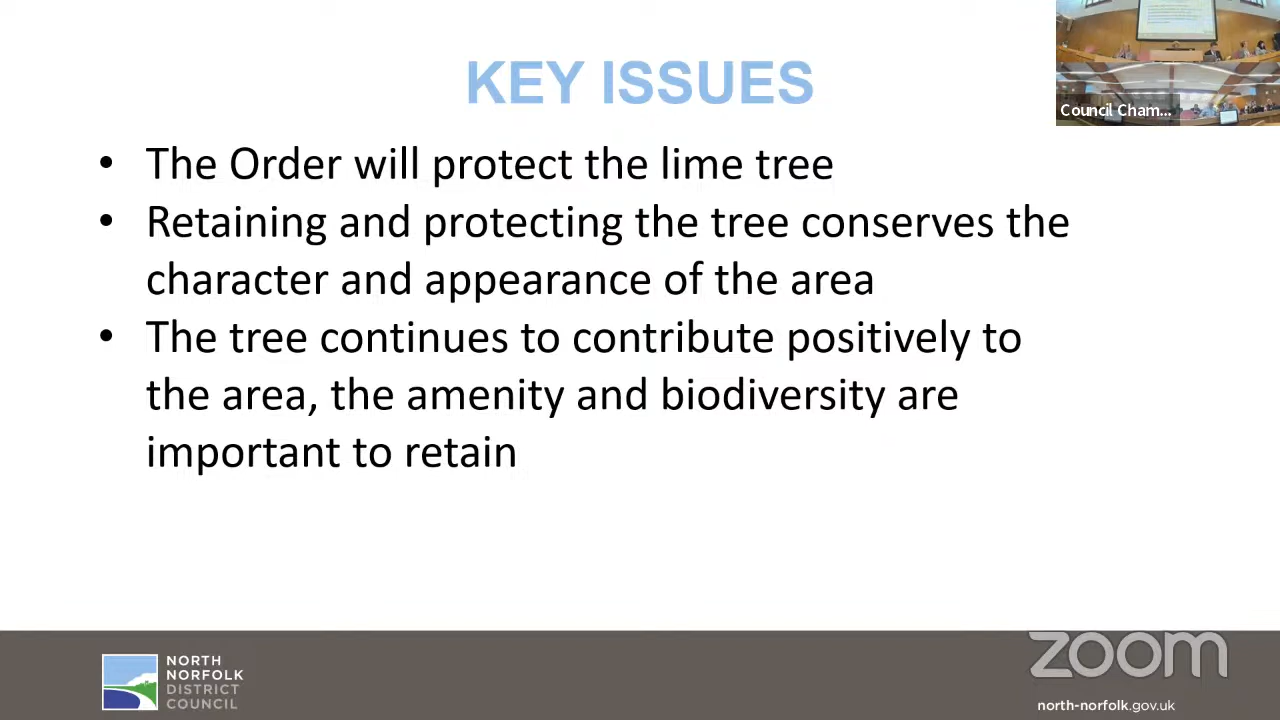 KEY ISSUES
Council Cham...
• The Order will protect the lime tree
• Retaining and protecting the tree conserves the
character and appearance of the area
• The tree continues to contribute positively to
the area, the amenity and biodiversity are
important to retain
NORTH
NORFOLK
DISTRICT
COUNCIL
zoom
north-norfolk.gov.uk